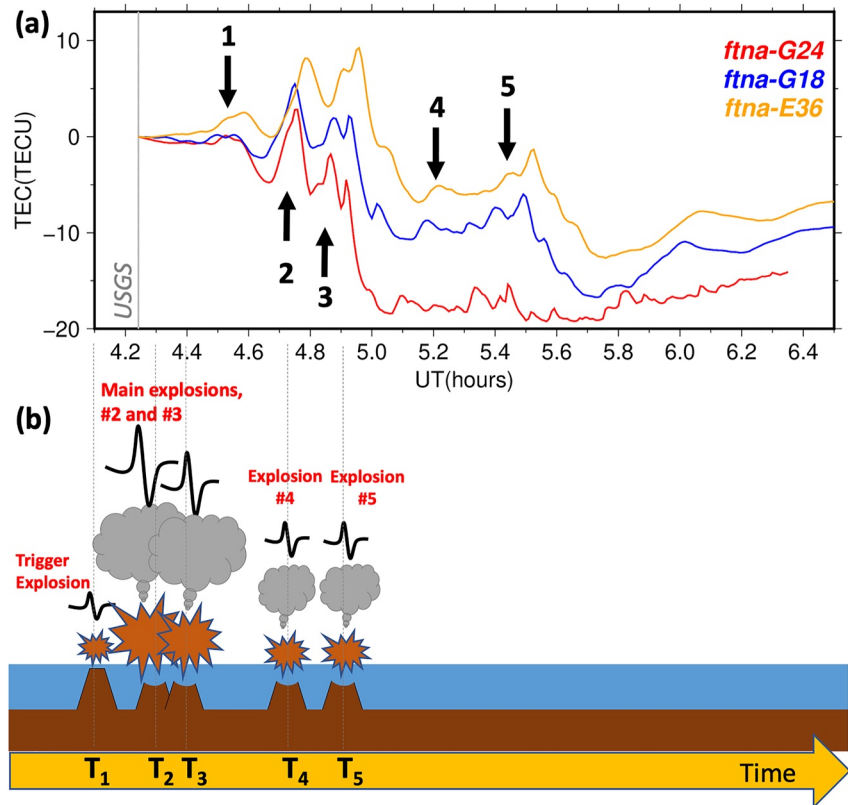 (a)
1
ftna-G24
ftna-G18
ftna-E36
4
5
2
3
10
0
−10
−20
TEC(TECU)
USGS
4.2 4.4 4.6 4.8 5.0 5.2 5.4 5.6 5.8 6.0 6.2 6.4
UT(hours)
(b)
Main explosions,
#2 and #3
Explosion
#4
Explosion
#5
Trigger
Explosion
T1 T2 T3 T4 T5
Time